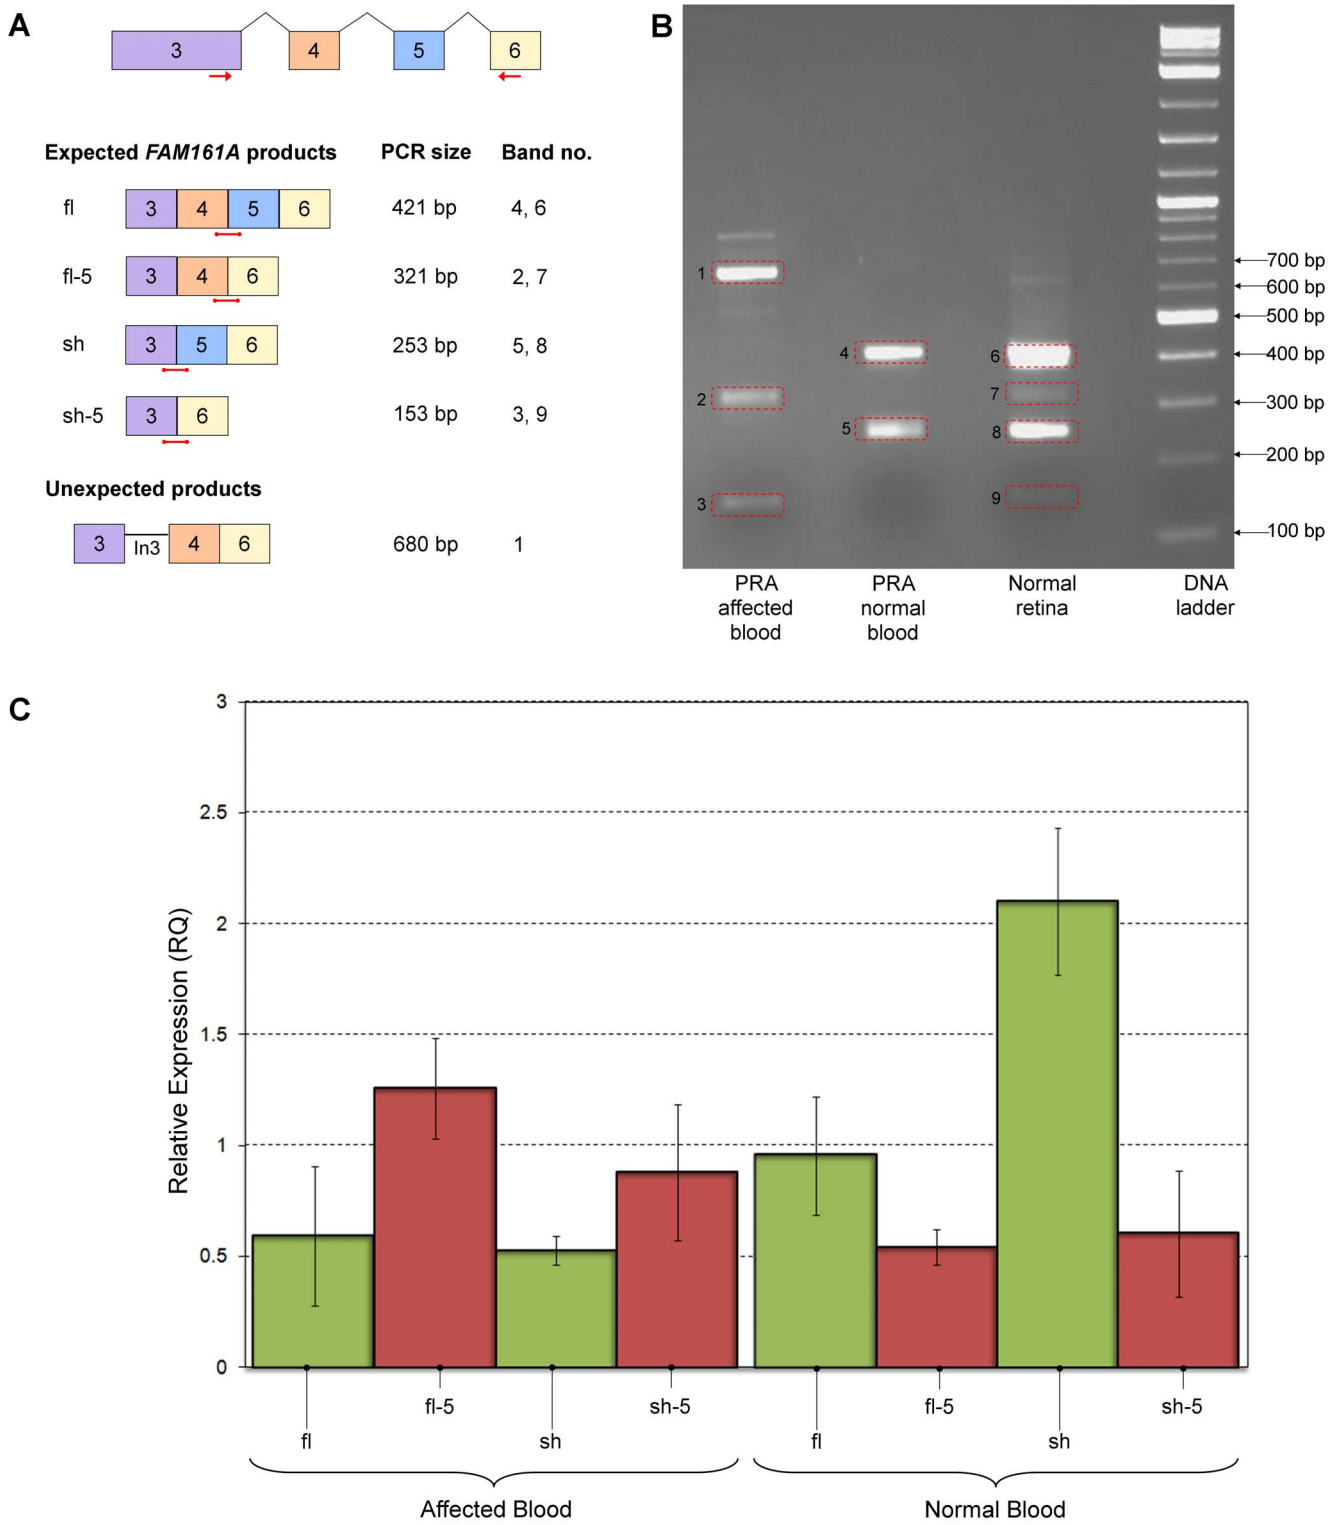 A
3 4 5 6
Expected FAM161A products PCR size Band no.
fl 3 4 5 6 421 bp 4, 6
fl-5 3 4 6 321 bp 2, 7
sh 3 5 6 253 bp 5, 8
sh-5 3 6 153 bp 3, 9
Unexpected products
3 In3 4 6 680 bp 1
B
1
2
3
4
5
6
7
8
9
700 bp
600 bp
500 bp
400 bp
300 bp
200 bp
100 bp
PRA
affected
blood
PRA
normal
blood
Normal
retina
DNA
ladder
C
Relative Expression (RQ)
3
2.5
2
1.5
1
0.5
0
fl fl-5 sh sh-5 fl fl-5 sh sh-5
Affected Blood Normal Blood